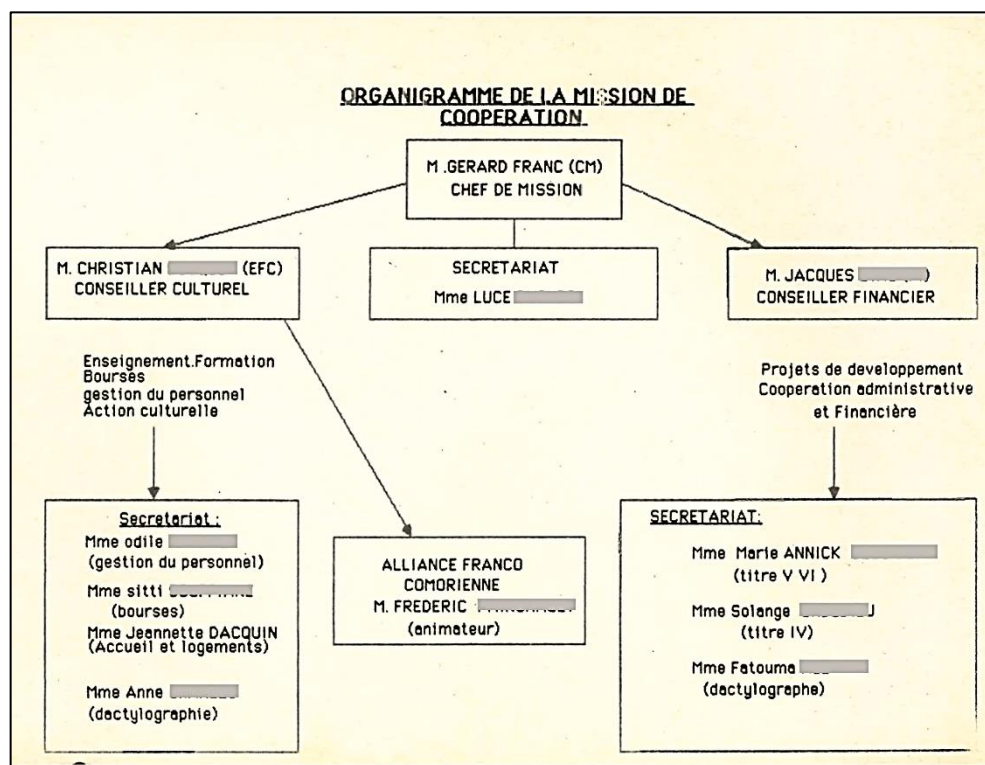 ORGANIGRAMME DE LA MISSION DE
COOPERATION
M .GERARD FRANC (CM)
CHEF DE MISSION
M. CHRISTIAN (EFC)
CONSEILLER CULTUREL
SECRETARIAT
Mme LUCE
M. JACQUES )
CONSEILLER FINANCIER
Enseignement.Formation
Bourses
gestion du personnel
Action culturelle
Projets de developpement
Cooperation administrative
et Financière
Secretariat :
Mme odile
(gestion du personnel)
Mme sitti
(bourses)
Mme Jeannette DACQUIN
(Accueil et logements)
Mme Anne
(dactylographie)
ALLIANCE FRANCO
COMORIENNE
M. FREDERIC
(animateur)
SECRETARIAT:
Mme Marie ANNICK
(titre V VI )
Mme Solange
(titre IV)
Mme Fatouma
(dactylographe)